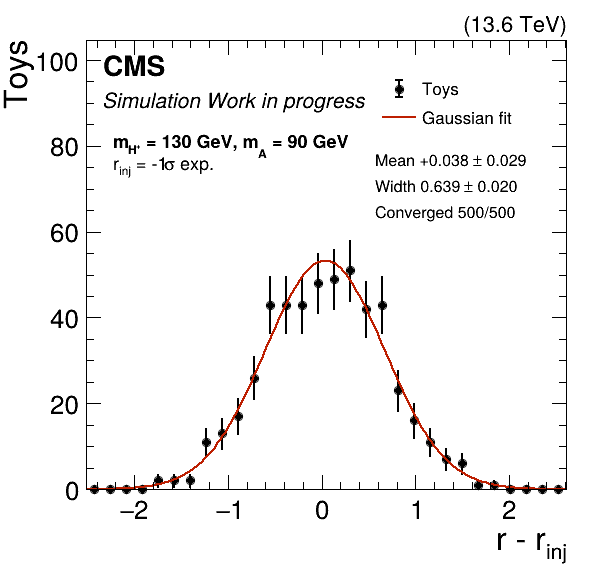 (13.6 TeV)
Toys
CMS
Simulation Work in progress
m_H⁺ = 130 GeV, m_A = 90 GeV
r_inj = -1σ exp.
Toys
Gaussian fit
Mean +0.038 ± 0.029
Width 0.639 ± 0.020
Converged 500/500
100
80
60
40
20
0
−2 −1 0 1 2
r - r_inj